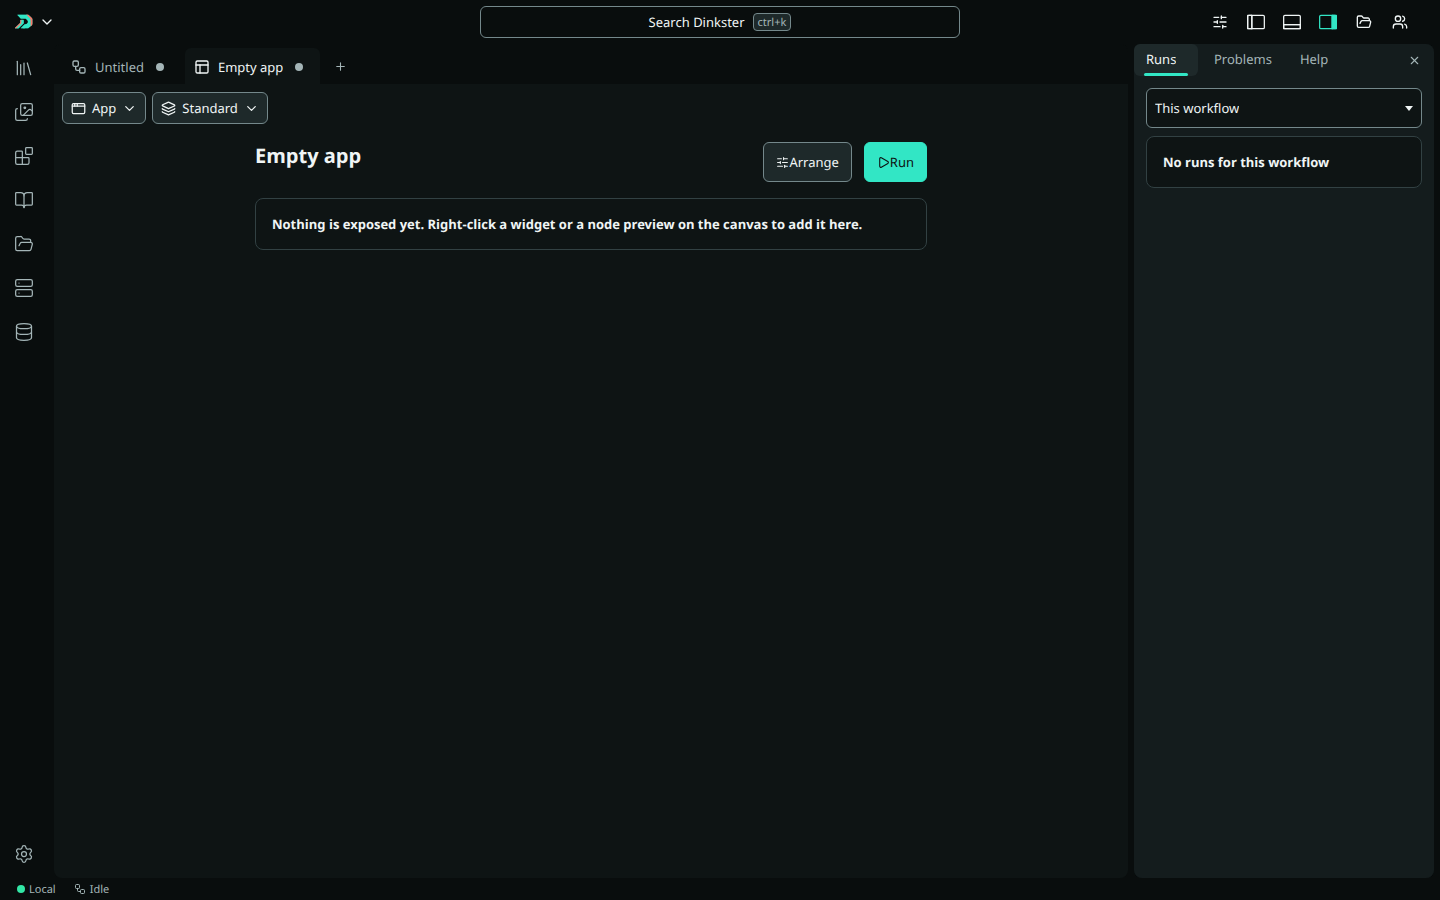 Search Dinkster ctrl+k
Untitled
Empty app
Runs
Problems
Help
App
Standard
This workflow
Empty app
Arrange
Run
No runs for this workflow
Nothing is exposed yet. Right-click a widget or a node preview on the canvas to add it here.
Local
Idle